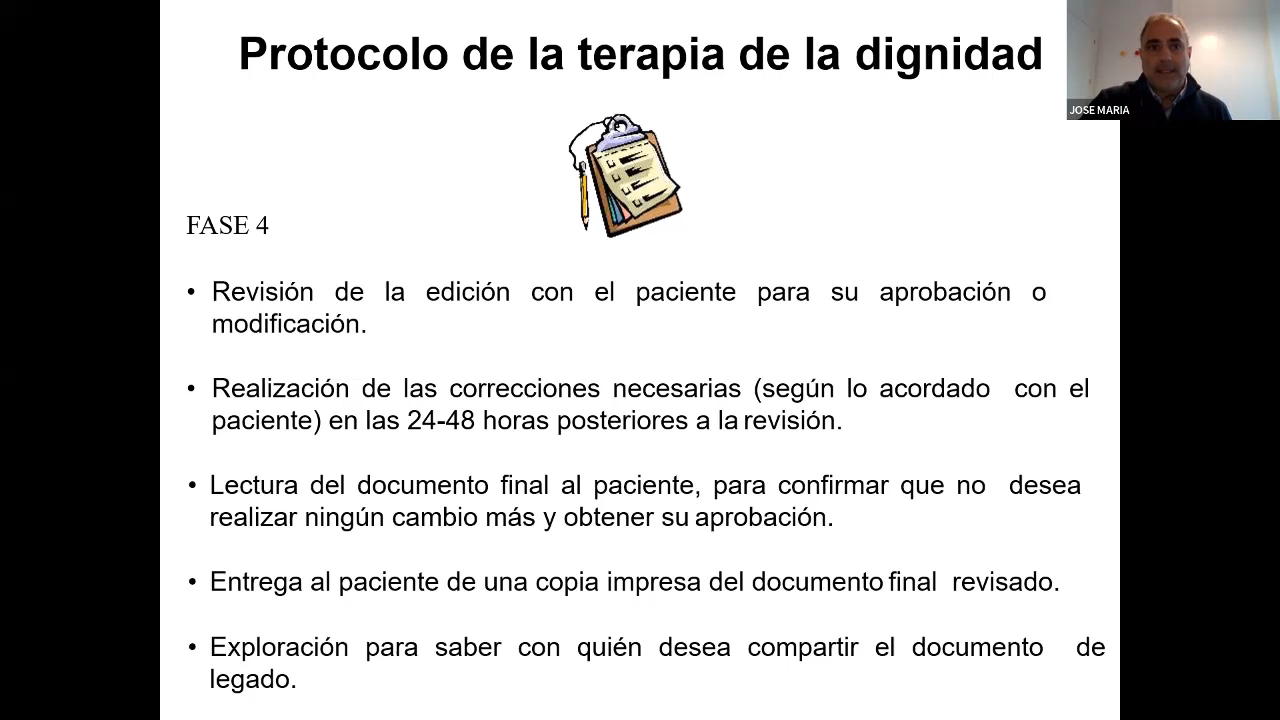 Protocolo de la terapia de la dignidad
JOSE MARIA
FASE 4
• Revisión de la edición con el paciente para su aprobación o
modificación.
• Realización de las correcciones necesarias (según lo acordado con el
paciente) en las 24-48 horas posteriores a la revisión.
• Lectura del documento final al paciente, para confirmar que no desea
realizar ningún cambio más y obtener su aprobación.
• Entrega al paciente de una copia impresa del documento final revisado.
• Exploración para saber con quién desea compartir el documento de
legado.